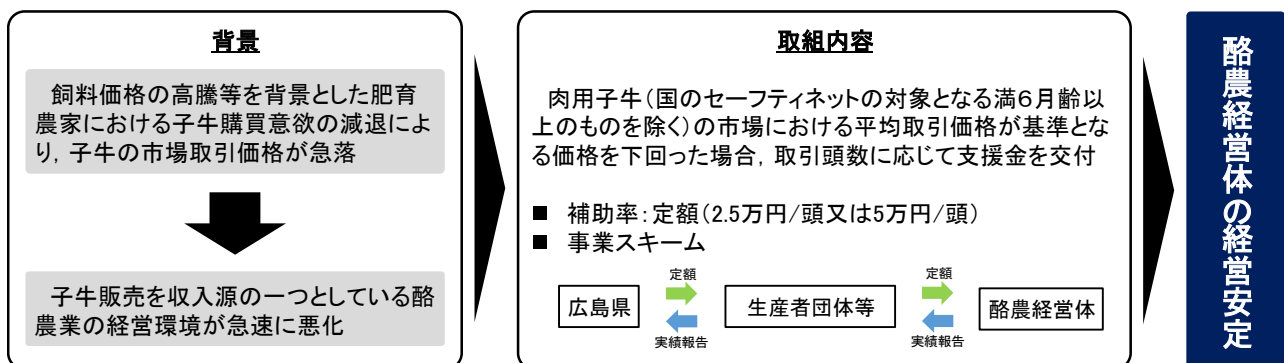 背景
飼料価格の高騰等を背景とした肥育
農家における子牛購買意欲の減退によ
り，子牛の市場取引価格が急落
子牛販売を収入源の一つとしている酪
農業の経営環境が急速に悪化
取組内容
肉用子牛（国のセーフティネットの対象となる満６月齢以
上のものを除く）の市場における平均取引価格が基準とな
る価格を下回った場合，取引頭数に応じて支援金を交付
■ 補助率：定額（2.5万円/頭又は5万円/頭）
■ 事業スキーム
広島県
定額
実績報告
生産者団体等
定額
実績報告
酪農経営体
酪農経営体の経営安定